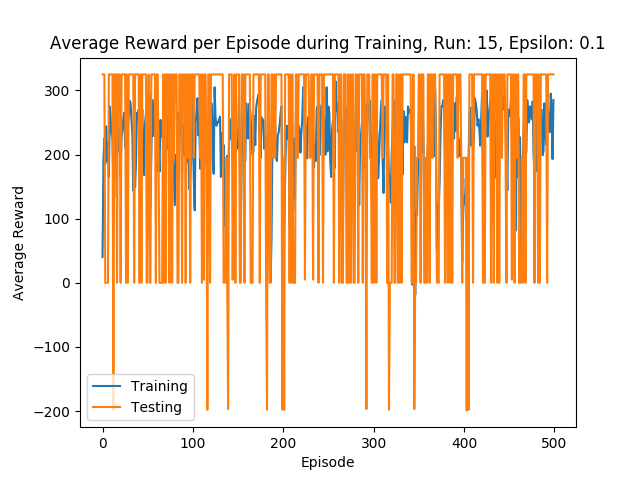 Average Reward per Episode during Training, Run: 15, Epsilon: 0.1
Average Reward
300
200
100
0
−100
−200
Training
Testing
0 100 200 300 400 500
Episode